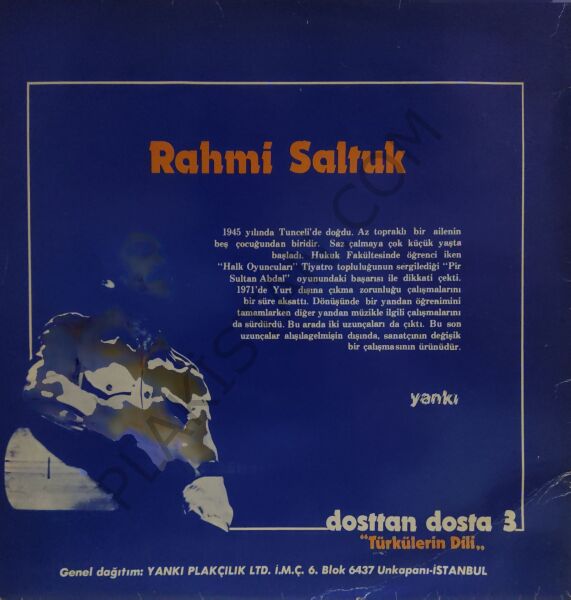 Rahmi Saltuk
1945 yılında Tunceli'de doğdu. Az topraklı bir ailenin
beş çocuğundan biridir. Saz çalmaya çok küçük yaşta
başladı. Hukuk Fakültesinde öğrenci iken
"Halk Oyuncuları" Tiyatro topluluğunun sergilediği "Pir
Sultan Abdal" oyunundaki başarısı ile dikkati çekti.
1971'de Yurt dışına çıkma zorunluğu çalışmalarını
bir süre aksattı. Dönüşünde bir yandan öğrenimini
tamamlarken diğer yandan müzikle ilgili çalışmalarını
da sürdürdü. Bu arada iki uzunçaları da çıktı. Bu son
uzunçalar alışılagelmişin dışında, sanatçının değişik
bir çalışmasının ürünüdür.
yankı
dosttan dosta 3
"Türkülerin Dili"
Genel dağıtım: YANKI PLAKÇILIK LTD. İ.M.Ç. 6. Blok 6437 Unkapanı-İSTANBUL